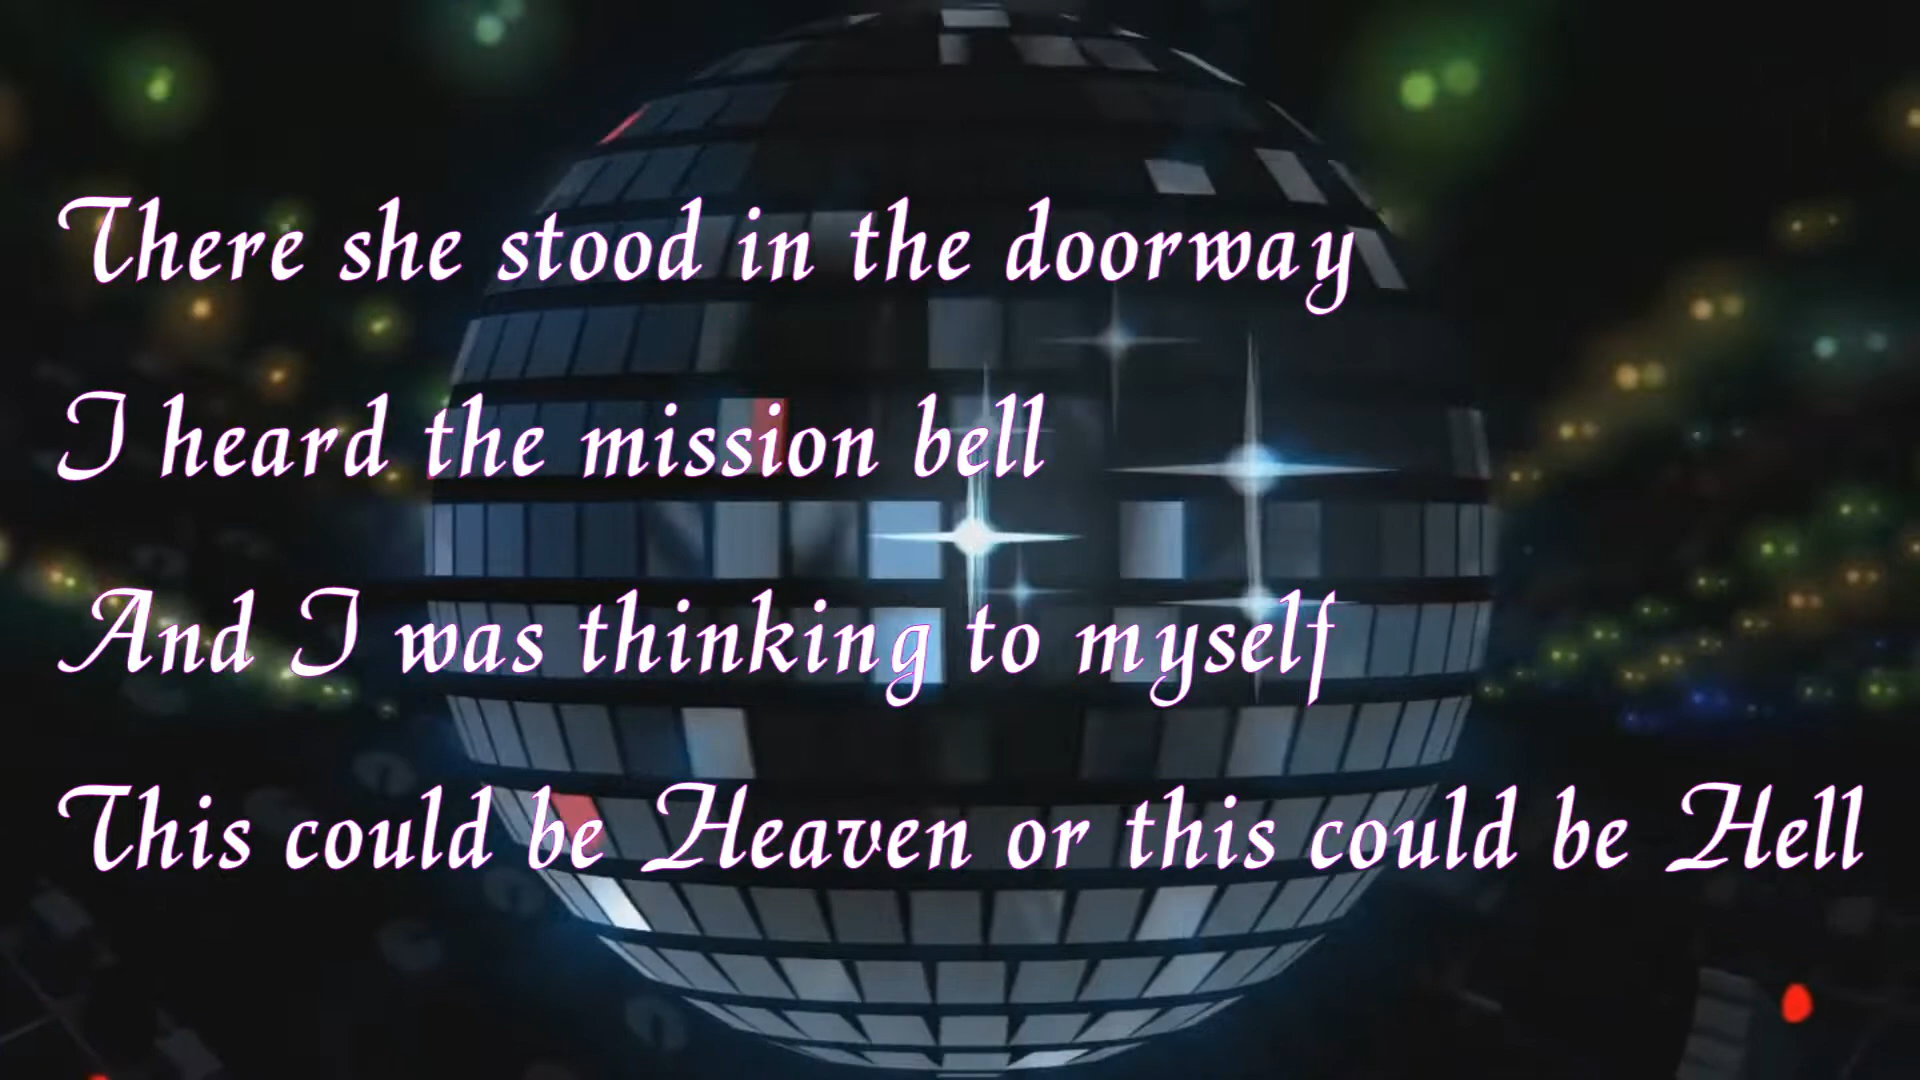 There she stood in the doorway
I heard the mission bell
And I was thinking to myself
This could be Heaven or this could be Hell